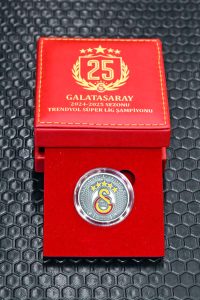 25
GALATASARAY
2024-2025 SEZONU
TRENDYOL SÜPER LİG ŞAMPİYONU